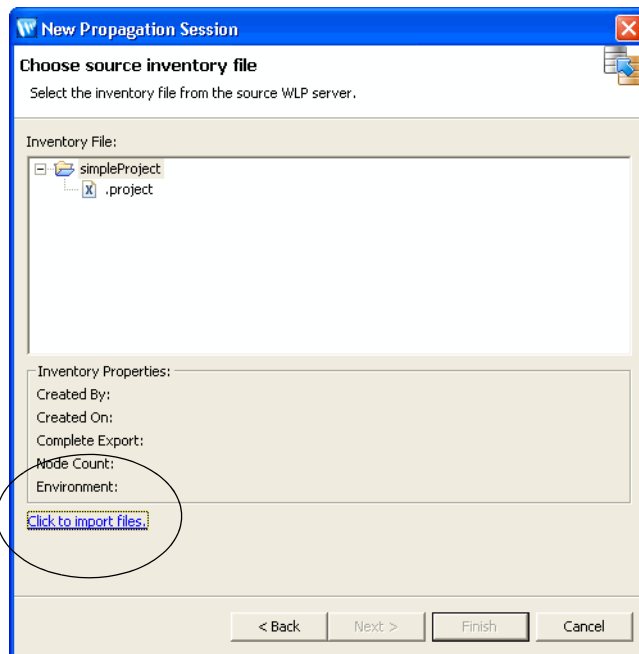 New Propagation Session
Choose source inventory file
Select the inventory file from the source WLP server.
Inventory File:
simpleProject
.project
Inventory Properties:
Created By:
Created On:
Complete Export:
Node Count:
Environment:
Click to import files.
< Back Next > Finish Cancel